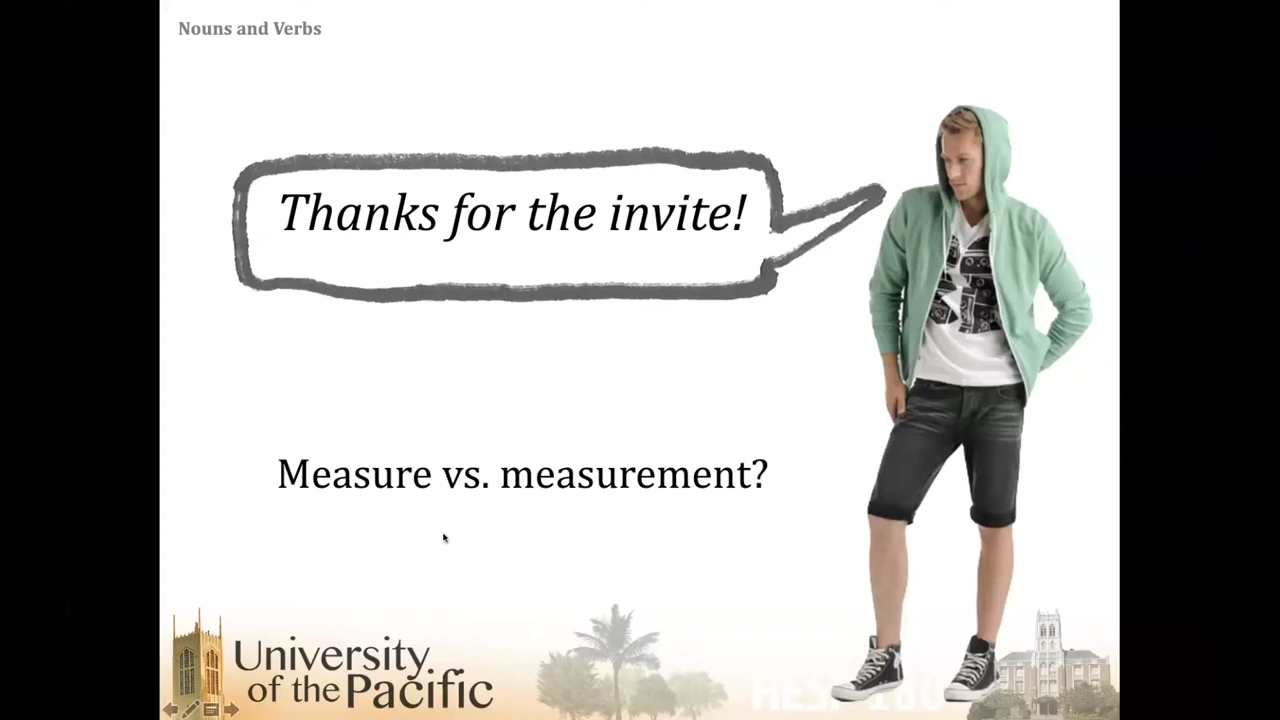 Nouns and Verbs
Thanks for the invite!
Measure vs. measurement?
University
of the Pacific